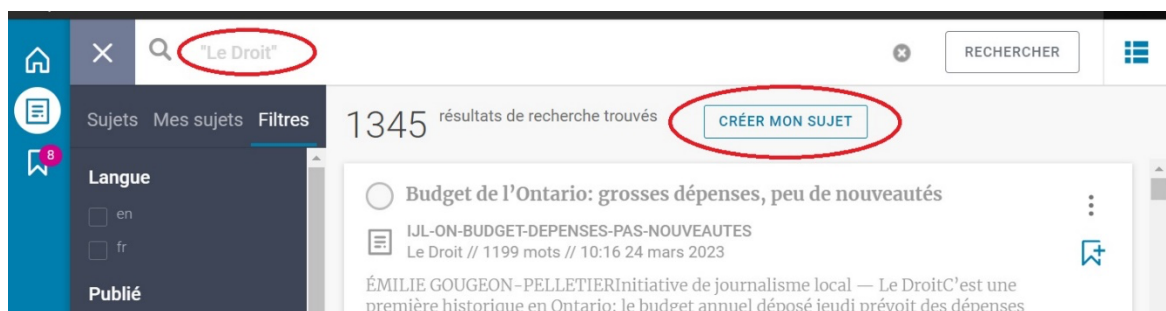 "Le Droit"
RECHERCHER
Sujets Mes sujets Filtres
1345 résultats de recherche trouvés
CRÉER MON SUJET
8
Langue
en
fr
Publié
Budget de l'Ontario: grosses dépenses, peu de nouveautés
IJL-ON-BUDGET-DEPENSES-PAS-NOUVEAUTES
Le Droit // 1199 mots // 10:16 24 mars 2023
ÉMILIE GOUGEON-PELLETIERInitiative de journalisme local — Le DroitC'est une
première historique en Ontario: le budget annuel déposé jeudi prévoit des dépenses